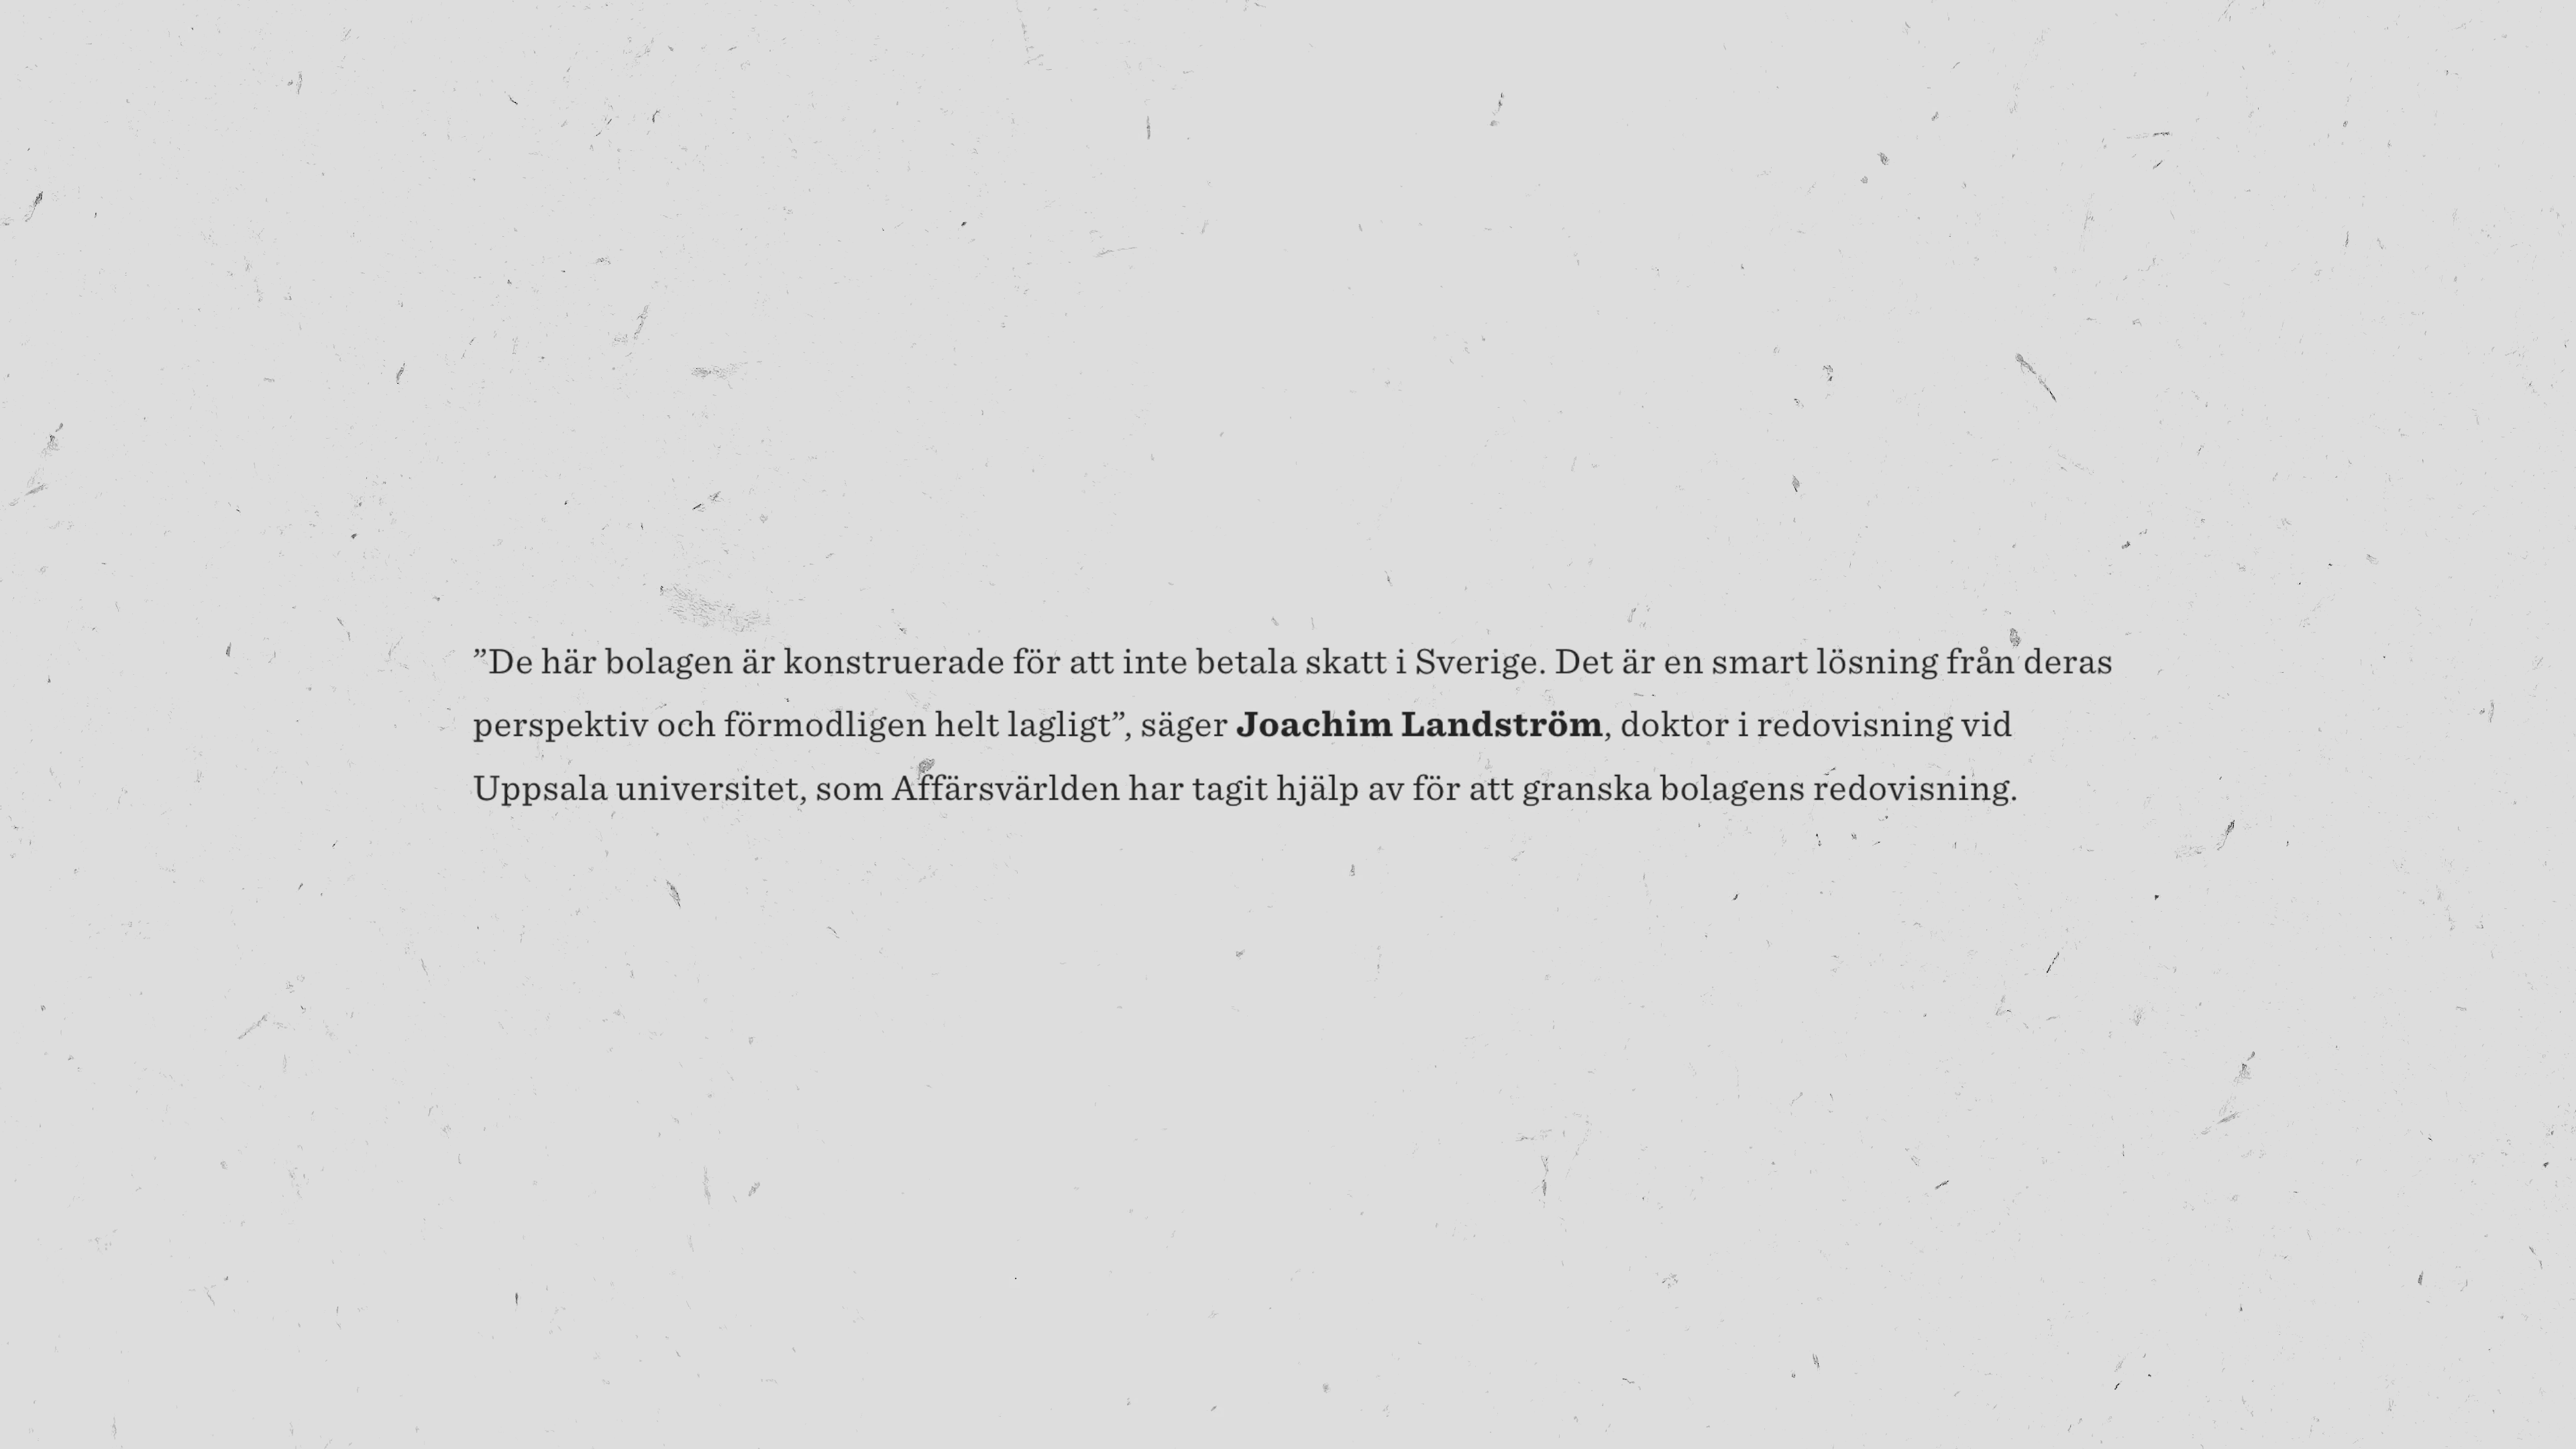 ”De här bolagen är konstruerade för att inte betala skatt i Sverige. Det är en smart lösning från deras
perspektiv och förmodligen helt lagligt”, säger Joachim Landström, doktor i redovisning vid
Uppsala universitet, som Affärsvärlden har tagit hjälp av för att granska bolagens redovisning.